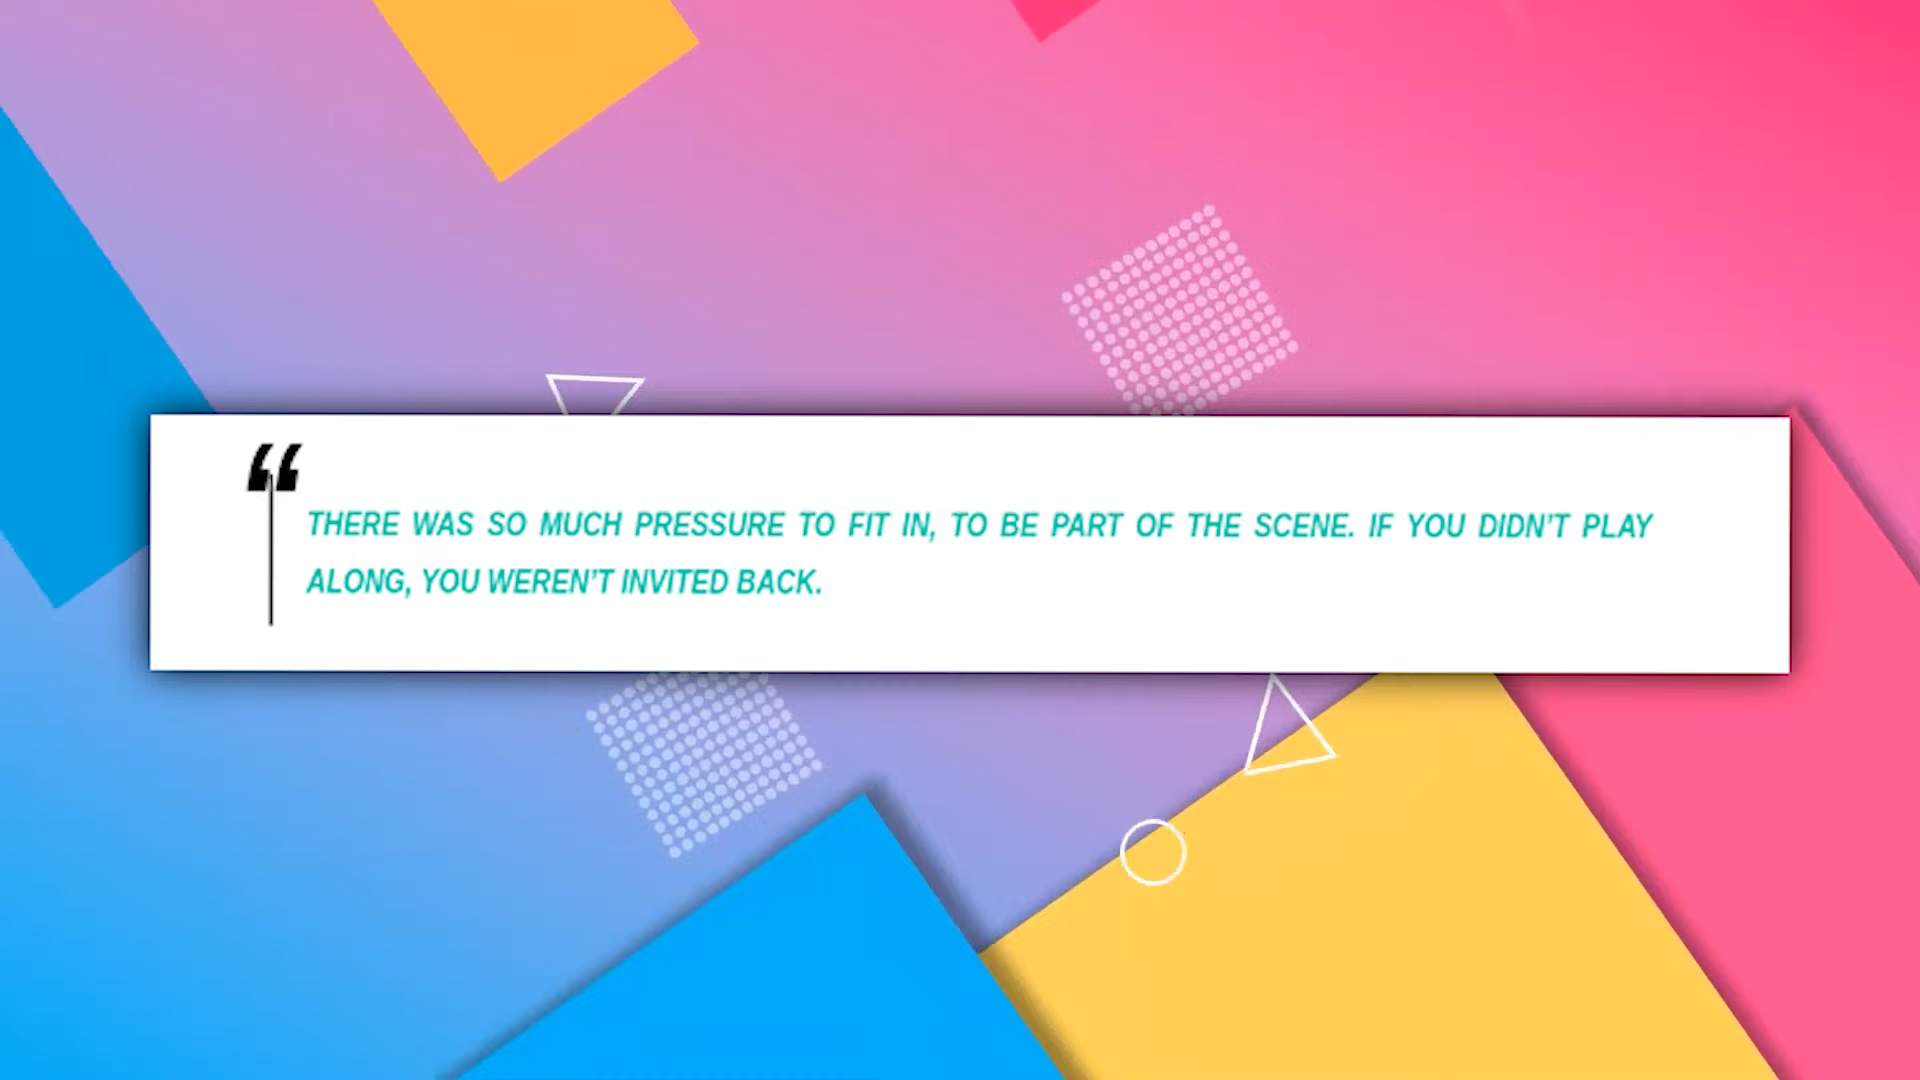 “
THERE WAS SO MUCH PRESSURE TO FIT IN, TO BE PART OF THE SCENE. IF YOU DIDN’T PLAY
ALONG, YOU WEREN’T INVITED BACK.